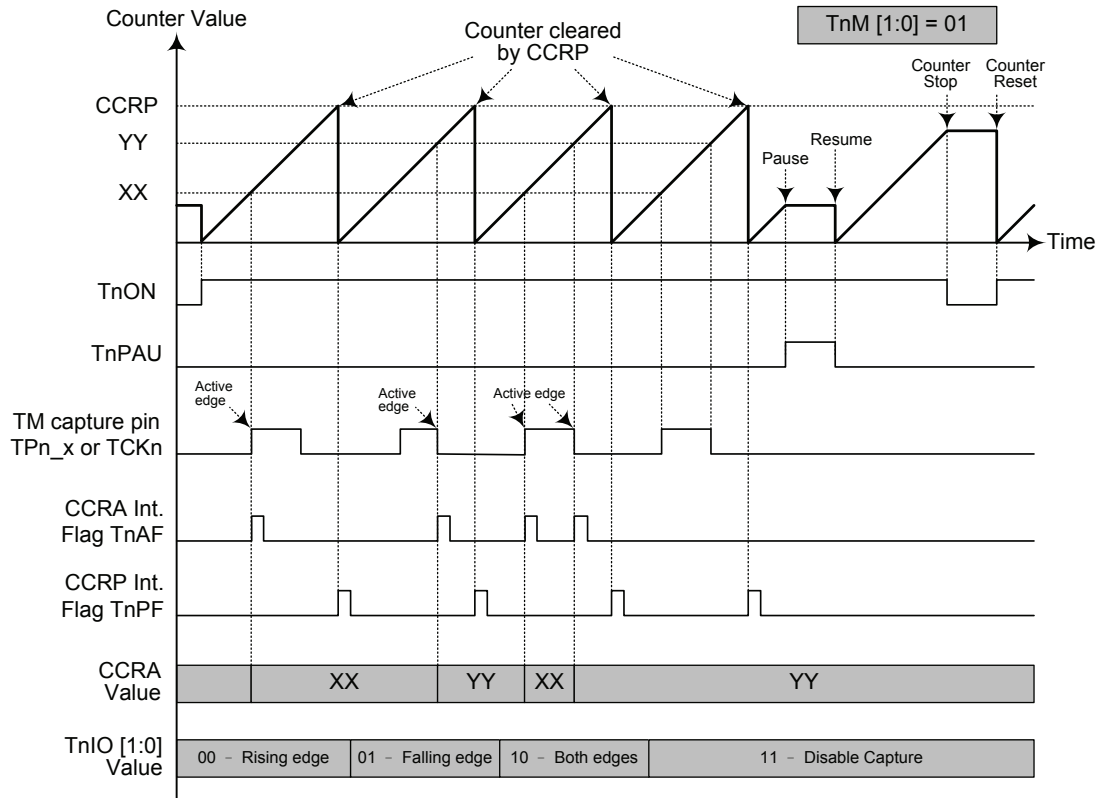 Counter Value
TnM [1:0] = 01
Counter cleared
by CCRP
Counter
Stop
Counter
Reset
CCRP
YY
XX
Pause
Resume
Time
TnON
TnPAU
Active
edge
Active
edge
Active edge
TM capture pin
TPn_x or TCKn
CCRA Int.
Flag TnAF
CCRP Int.
Flag TnPF
CCRA
Value
XX
YY
XX
YY
TnIO [1:0]
Value
00 - Rising edge
01 - Falling edge
10 - Both edges
11 - Disable Capture